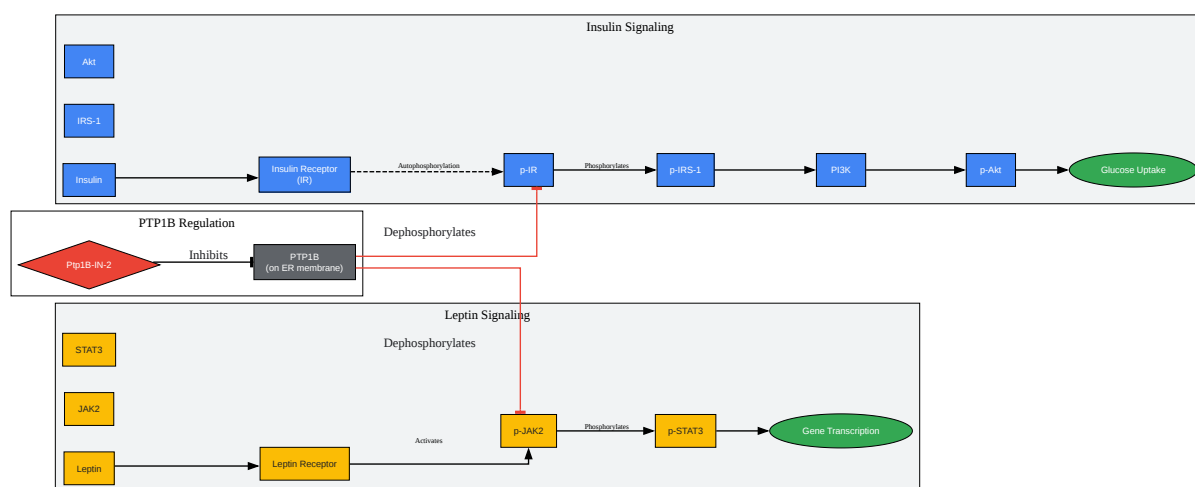 Insulin Signaling
Akt
IRS-1
Insulin
Insulin Receptor
(IR)
Autophosphorylation
p-IR
Phosphorylates
p-IRS-1
PI3K
p-Akt
Glucose Uptake
PTP1B Regulation
Ptp1B-IN-2
Inhibits
PTP1B
(on ER membrane)
Dephosphorylates
Leptin Signaling
Dephosphorylates
STAT3
JAK2
Leptin
Leptin Receptor
Activates
p-JAK2
Phosphorylates
p-STAT3
Gene Transcription